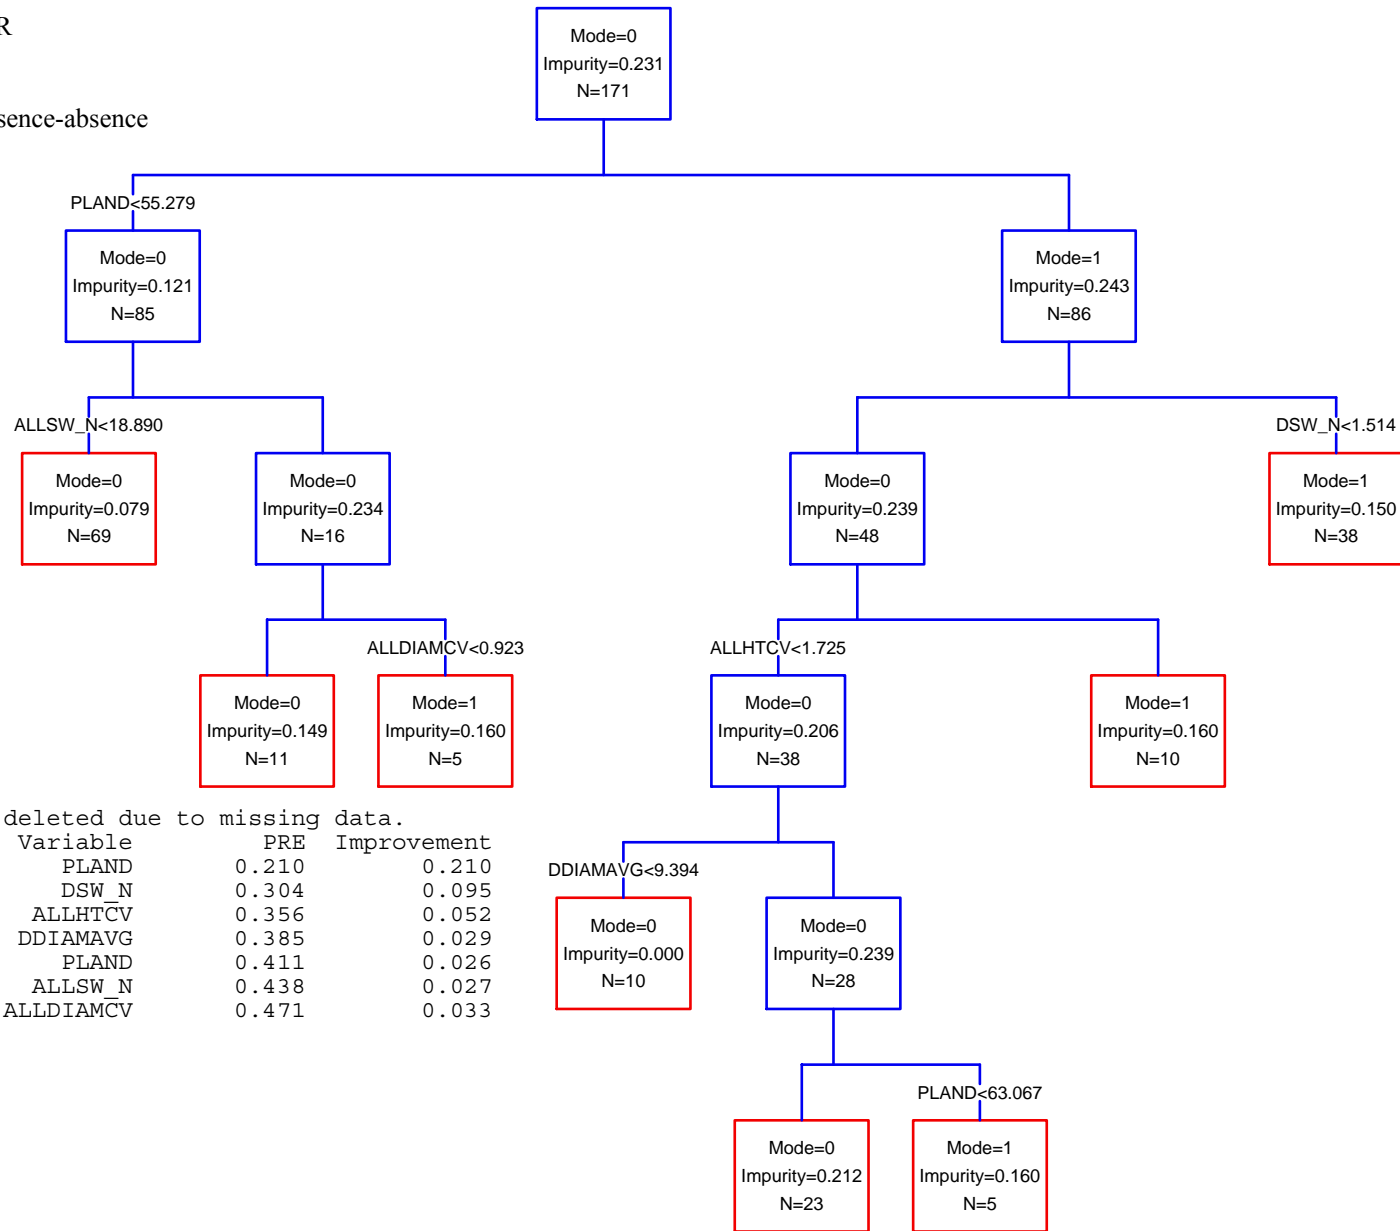 R
sence-absence
Mode=0
Impurity=0.231
N=171
PLAND<55.279
Mode=0
Impurity=0.121
N=85
Mode=1
Impurity=0.243
N=86
ALLSW_N<18.890
DSW_N<1.514
Mode=0
Impurity=0.079
N=69
Mode=0
Impurity=0.234
N=16
Mode=0
Impurity=0.239
N=48
Mode=1
Impurity=0.150
N=38
ALLDIAMCV<0.923
ALLHTCV<1.725
Mode=0
Impurity=0.149
N=11
Mode=1
Impurity=0.160
N=5
Mode=0
Impurity=0.206
N=38
Mode=1
Impurity=0.160
N=10
deleted due to missing data.
Variable PRE Improvement
PLAND 0.210 0.210
DSW_N 0.304 0.095
ALLHTCV 0.356 0.052
DDIAMAVG 0.385 0.029
PLAND 0.411 0.026
ALLSW_N 0.438 0.027
ALLDIAMCV 0.471 0.033
DDIAMAVG<9.394
Mode=0
Impurity=0.000
N=10
Mode=0
Impurity=0.239
N=28
PLAND<63.067
Mode=0
Impurity=0.212
N=23
Mode=1
Impurity=0.160
N=5